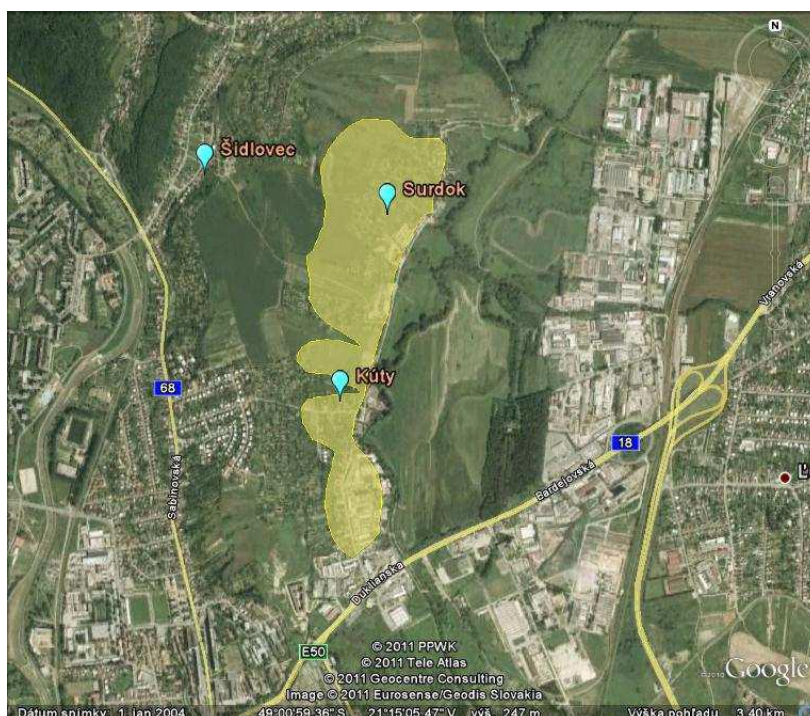 N
Šidlovec
Surdok
Vranovská
Kúty
68
18
Sabinovská
Bardejovská
Ľ
Duklianska
E50
© 2011 PPWK
© 2011 Tele Atlas
© 2011 Geocentre Consulting
Image © 2011 Eurosense/Geodis Slovakia
©2010 Google
Dátum snímky: 1. jan 2004 49°00'59.36" S 21°15'05.47" V výš. 247 m Výška pohľadu 3.40 km